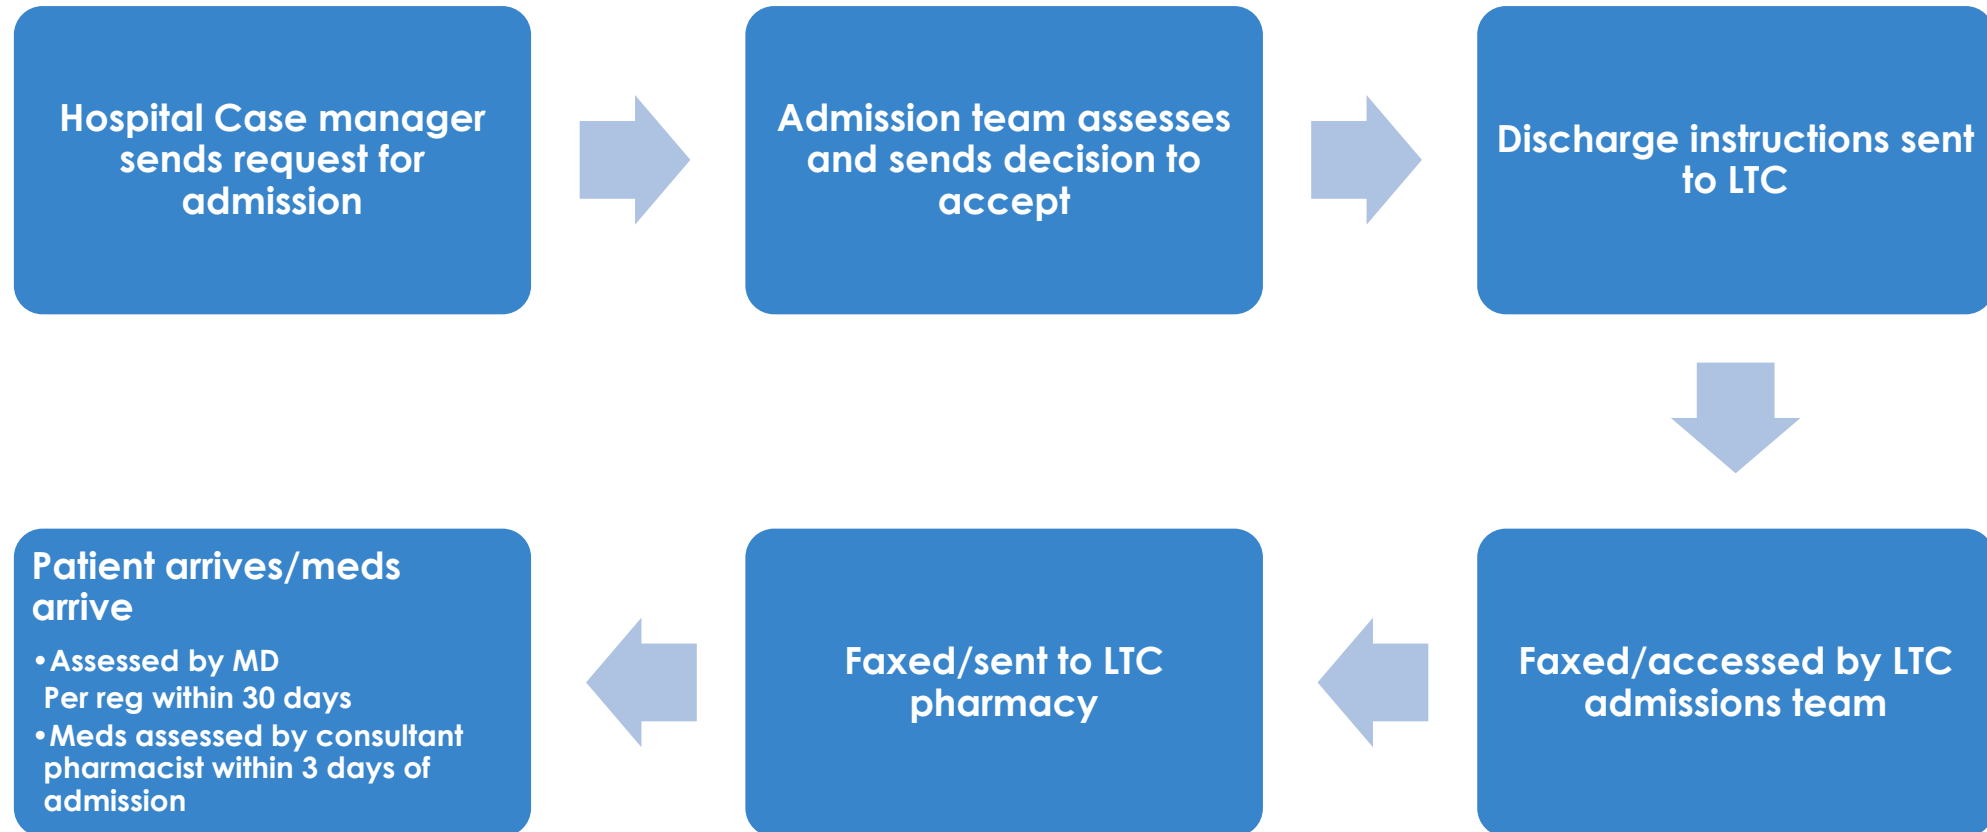 Hospital Case manager
sends request for
admission
Admission team assesses
and sends decision to
accept
Discharge instructions sent
to LTC
Faxed/accessed by LTC
admissions team
Faxed/sent to LTC
pharmacy
Patient arrives/meds
arrive
•Assessed by MD
Per reg within 30 days
•Meds assessed by consultant
pharmacist within 3 days of
admission